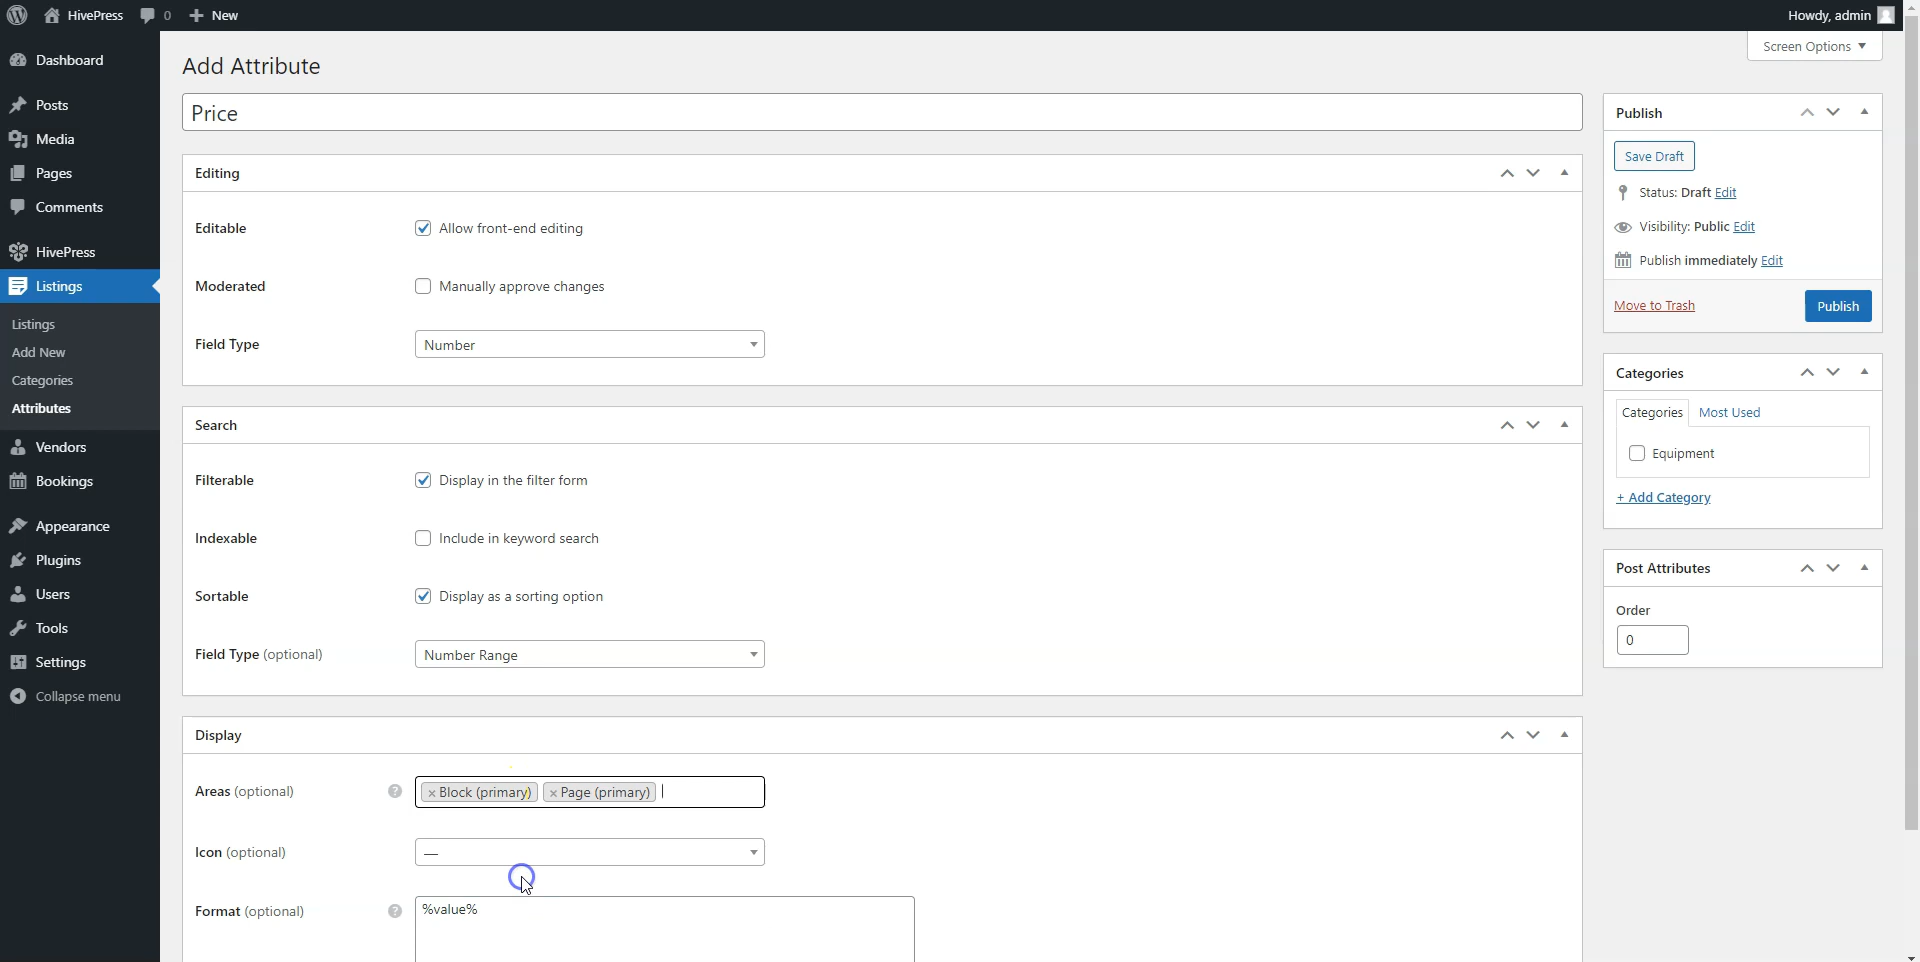 HivePress 0 New Howdy, admin
Screen Options
Dashboard
Posts
Media
Pages
Comments
HivePress
Listings
Listings
Add New
Categories
Attributes
Vendors
Bookings
Appearance
Plugins
Users
Tools
Settings
Collapse menu
Add Attribute
Price
Editing
Editable Allow front-end editing
Moderated Manually approve changes
Field Type Number
Search
Filterable Display in the filter form
Indexable Include in keyword search
Sortable Display as a sorting option
Field Type (optional) Number Range
Display
Areas (optional) ? × Block (primary) × Page (primary)
Icon (optional) —
Format (optional) ? %value%
Publish
Save Draft
Status: Draft Edit
Visibility: Public Edit
Publish immediately Edit
Move to Trash Publish
Categories
Categories Most Used
Equipment
+ Add Category
Post Attributes
Order
0